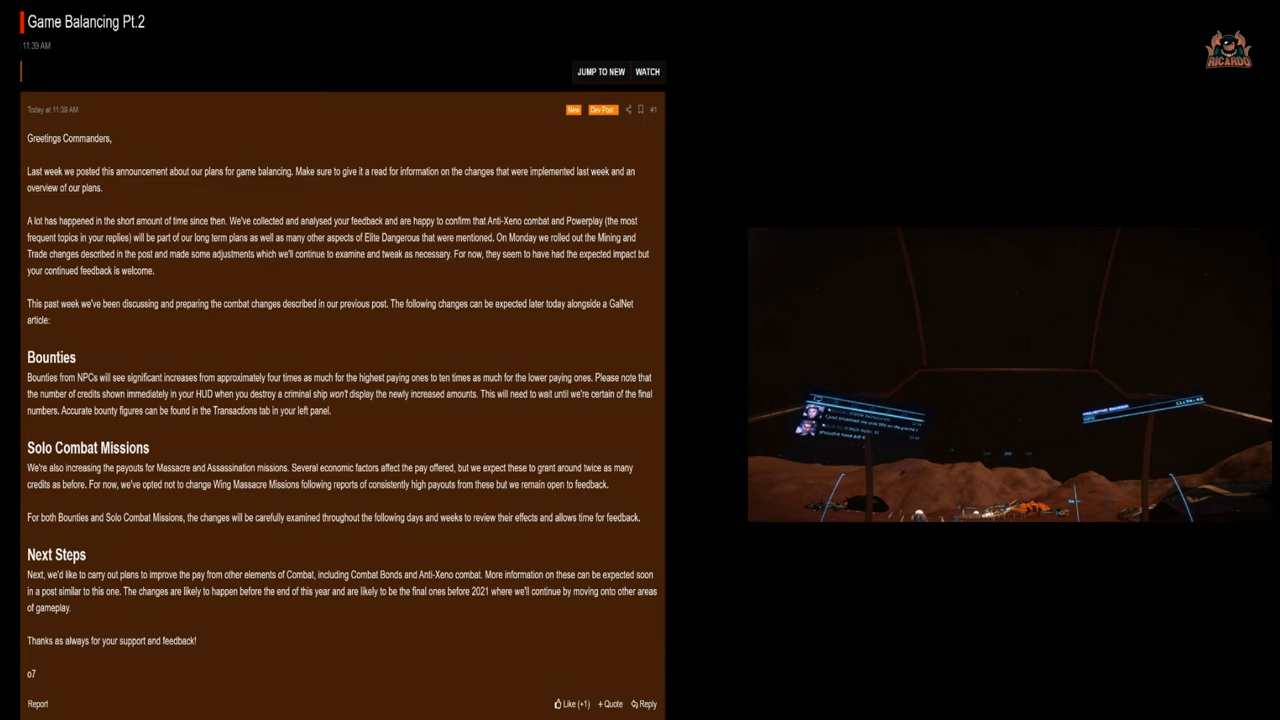 Game Balancing Pt.2
11:39 AM
JUMP TO NEW WATCH
Today at 11:39 AM
New Dev Post #1
Greetings Commanders,
Last week we posted this announcement about our plans for game balancing. Make sure to give it a read for information on the changes that were implemented last week and an
overview of our plans.
A lot has happened in the short amount of time since then. We've collected and analysed your feedback and are happy to confirm that Anti-Xeno combat and Powerplay (the most
frequent topics in your replies) will be part of our long term plans as well as many other aspects of Elite Dangerous that were mentioned. On Monday we rolled out the Mining and
Trade changes described in the post and made some adjustments which we'll continue to examine and tweak as necessary. For now, they seem to have had the expected impact but
your continued feedback is welcome.
This past week we've been discussing and preparing the combat changes described in our previous post. The following changes can be expected later today alongside a GalNet
article:
Bounties
Bounties from NPCs will see significant increases from approximately four times as much for the highest paying ones to ten times as much for the lower paying ones. Please note that
the number of credits shown immediately in your HUD when you destroy a criminal ship won't display the newly increased amounts. This will need to wait until we're certain of the final
numbers. Accurate bounty figures can be found in the Transactions tab in your left panel.
Solo Combat Missions
We're also increasing the payouts for Massacre and Assassination missions. Several economic factors affect the pay offered, but we expect these to grant around twice as many
credits as before. For now, we've opted not to change Wing Massacre Missions following reports of consistently high payouts from these but we remain open to feedback.
For both Bounties and Solo Combat Missions, the changes will be carefully examined throughout the following days and weeks to review their effects and allows time for feedback.
Next Steps
Next, we'd like to carry out plans to improve the pay from other elements of Combat, including Combat Bonds and Anti-Xeno combat. More information on these can be expected soon
in a post similar to this one. The changes are likely to happen before the end of this year and are likely to be the final ones before 2021 where we'll continue by moving onto other areas
of gameplay.
Thanks as always for your support and feedback!
o7
Report Like (+1) + Quote Reply
RICARDO